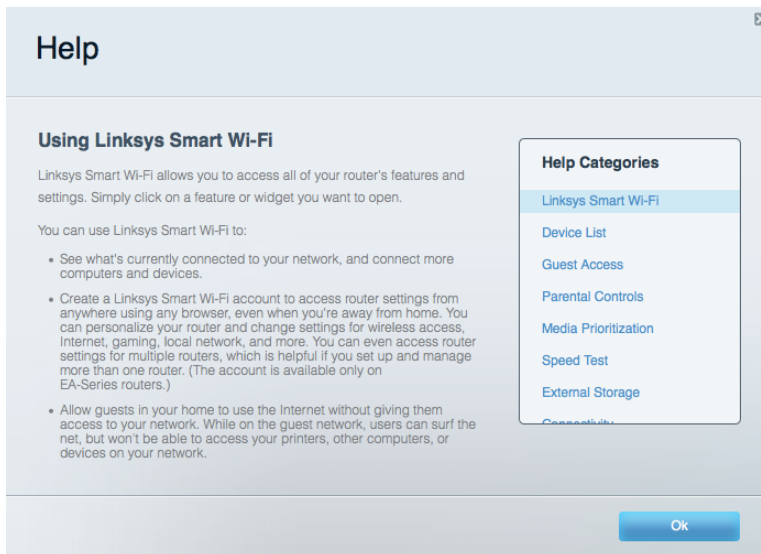 Help
Using Linksys Smart Wi-Fi
Linksys Smart Wi-Fi allows you to access all of your router's features and
settings. Simply click on a feature or widget you want to open.
You can use Linksys Smart Wi-Fi to:
• See what's currently connected to your network, and connect more
computers and devices.
• Create a Linksys Smart Wi-Fi account to access router settings from
anywhere using any browser, even when you're away from home. You
can personalize your router and change settings for wireless access,
Internet, gaming, local network, and more. You can even access router
settings for multiple routers, which is helpful if you set up and manage
more than one router. (The account is available only on
EA-Series routers.)
• Allow guests in your home to use the Internet without giving them
access to your network. While on the guest network, users can surf the
net, but won't be able to access your printers, other computers, or
devices on your network.
Help Categories
Linksys Smart Wi-Fi
Device List
Guest Access
Parental Controls
Media Prioritization
Speed Test
External Storage
Connectivity
Ok